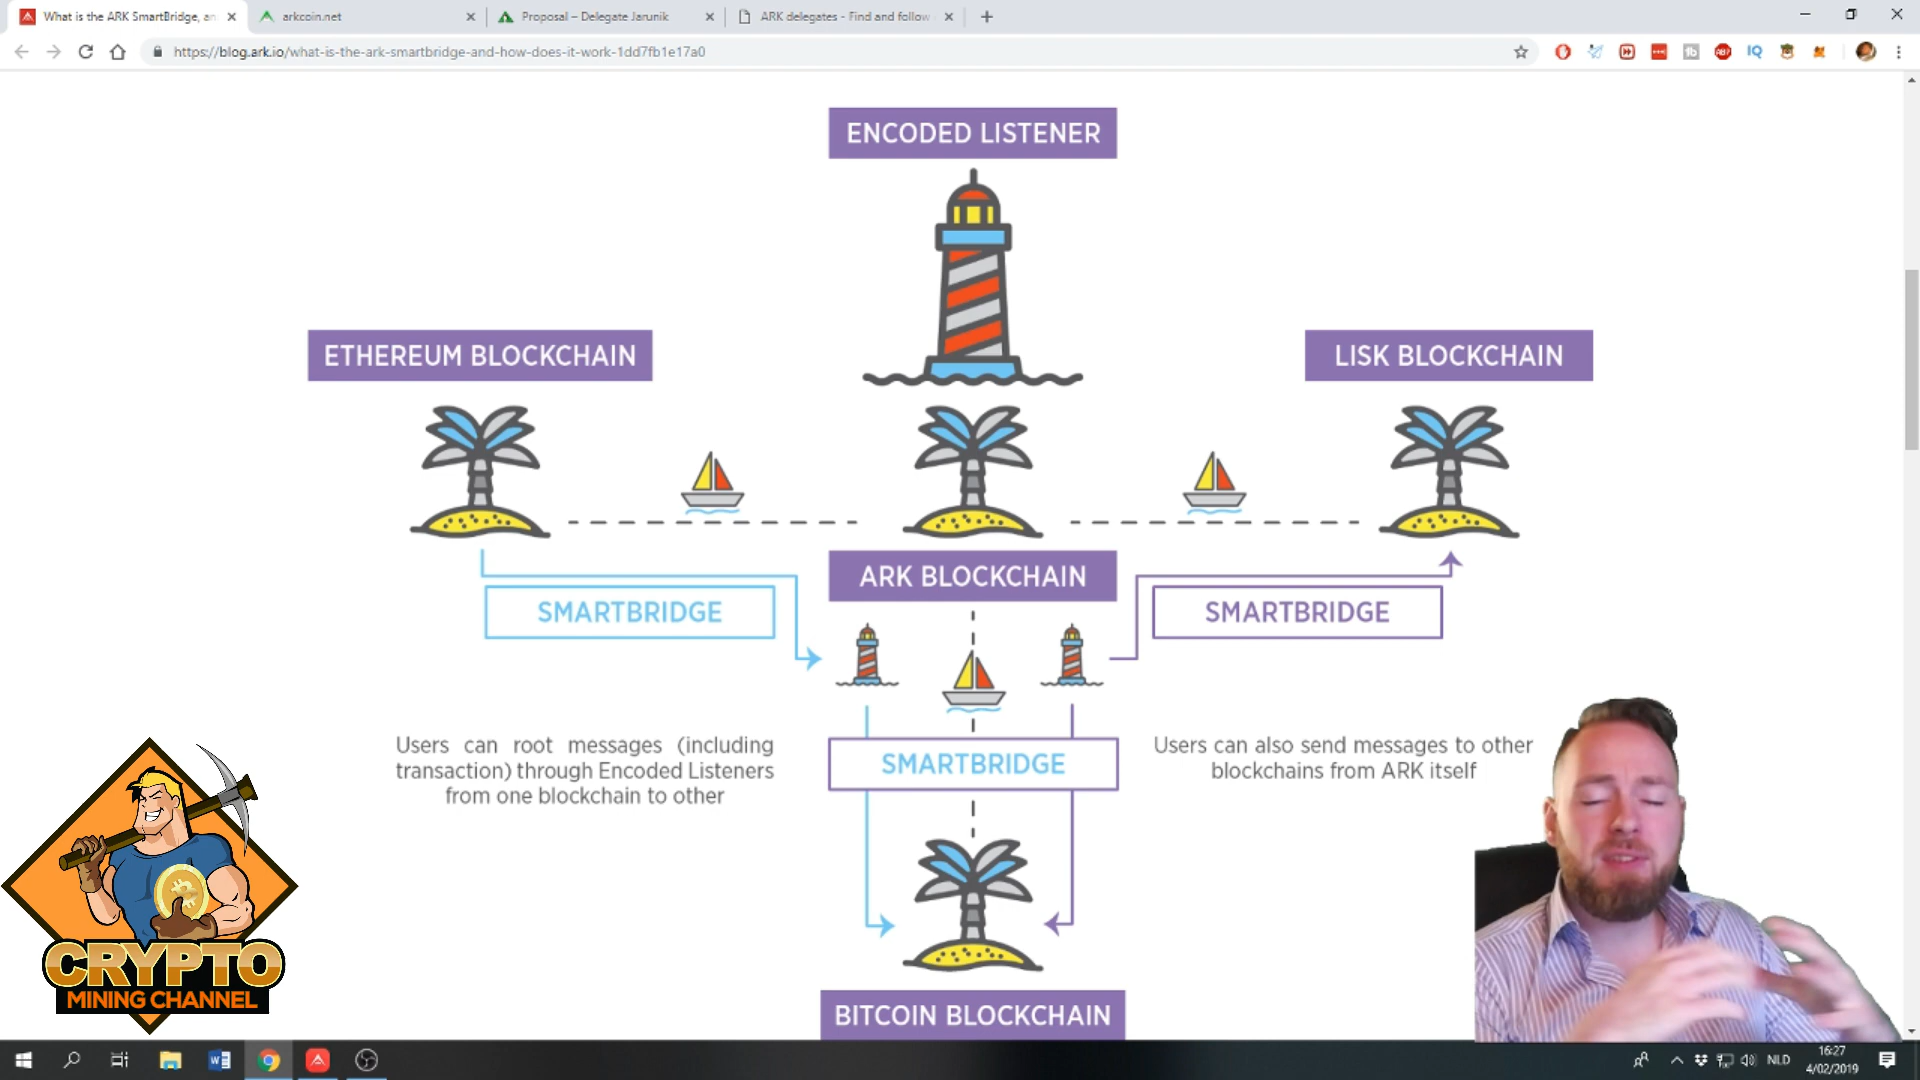 What is the ARK SmartBridge, an
arkcoin.net
Proposal – Delegate Jarunik
ARK delegates - Find and follow
https://blog.ark.io/what-is-the-ark-smartbridge-and-how-does-it-work-1dd7fb1e17a0
ABP
IQ
ENCODED LISTENER
ETHEREUM BLOCKCHAIN
LISK BLOCKCHAIN
ARK BLOCKCHAIN
SMARTBRIDGE
SMARTBRIDGE
Users can root messages (including
transaction) through Encoded Listeners
from one blockchain to other
SMARTBRIDGE
Users can also send messages to other
blockchains from ARK itself
BITCOIN BLOCKCHAIN
CRYPTO
MINING CHANNEL
NLD
16:27
4/02/2019